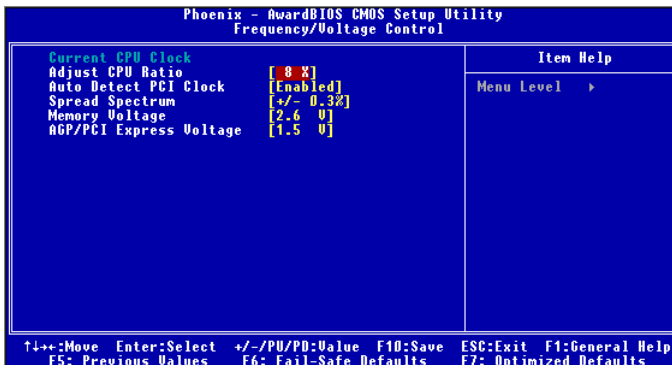 Phoenix - AwardBIOS CMOS Setup Utility
Frequency/Voltage Control
Current CPU Clock
Adjust CPU Ratio [ 8 X]
Auto Detect PCI Clock [Enabled]
Spread Spectrum [+/- 0.3%]
Memory Voltage [2.6 V]
AGP/PCI Express Voltage [1.5 V]
Item Help
Menu Level ▸
↑↓→←:Move Enter:Select +/-/PU/PD:Value F10:Save ESC:Exit F1:General Help
F5: Previous Values F6: Fail-Safe Defaults F7: Optimized Defaults